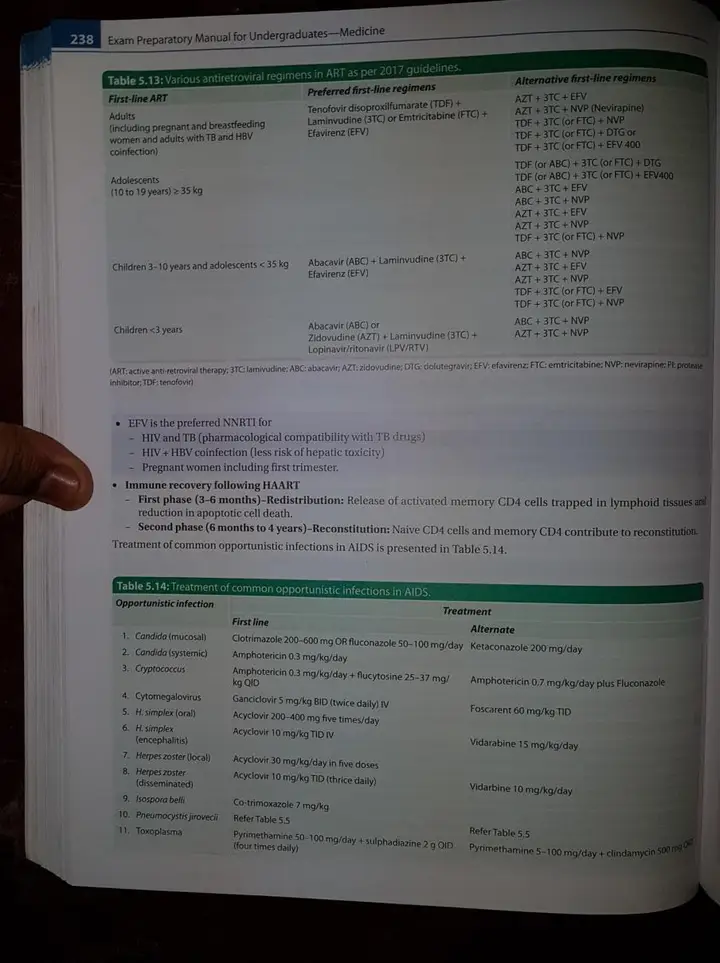 238 Exam Preparatory Manual for Undergraduates—Medicine
Table 5.13: Various antiretroviral regimens in ART as per 2017 guidelines.
First-line ART Preferred first-line regimens Alternative first-line regimens
Adults
(including pregnant and breastfeeding
women and adults with TB and HBV
coinfection)
Tenofovir disoproxilfumarate (TDF) +
Laminvudine (3TC) or Emtricitabine (FTC) +
Efavirenz (EFV)
AZT + 3TC + EFV
AZT + 3TC + NVP (Nevirapine)
TDF + 3TC (or FTC) + NVP
TDF + 3TC (or FTC) + DTG or
TDF + 3TC (or FTC) + EFV 400
Adolescents
(10 to 19 years) ≥ 35 kg
TDF (or ABC) + 3TC (or FTC) + DTG
TDF (or ABC) + 3TC (or FTC) + EFV400
ABC + 3TC + EFV
ABC + 3TC + NVP
AZT + 3TC + EFV
AZT + 3TC + NVP
TDF + 3TC (or FTC) + NVP
Children 3–10 years and adolescents < 35 kg
Abacavir (ABC) + Laminvudine (3TC) +
Efavirenz (EFV)
ABC + 3TC + NVP
AZT + 3TC + EFV
AZT + 3TC + NVP
TDF + 3TC (or FTC) + EFV
TDF + 3TC (or FTC) + NVP
Children <3 years
Abacavir (ABC) or
Zidovudine (AZT) + Laminvudine (3TC) +
Lopinavir/ritonavir (LPV/RTV)
ABC + 3TC + NVP
AZT + 3TC + NVP
(ART: active anti-retroviral therapy; 3TC: lamivudine; ABC: abacavir; AZT: zidovudine; DTG: dolutegravir; EFV: efavirenz; FTC: emtricitabine; NVP: nevirapine; PI: protease
inhibitor; TDF: tenofovir)
• EFV is the preferred NNRTI for
– HIV and TB (pharmacological compatibility with TB drugs)
– HIV + HBV coinfection (less risk of hepatic toxicity)
– Pregnant women including first trimester.
• Immune recovery following HAART
– First phase (3–6 months)–Redistribution: Release of activated memory CD4 cells trapped in lymphoid tissues and
reduction in apoptotic cell death.
– Second phase (6 months to 4 years)–Reconstitution: Naive CD4 cells and memory CD4 contribute to reconstitution.
Treatment of common opportunistic infections in AIDS is presented in Table 5.14.
Table 5.14: Treatment of common opportunistic infections in AIDS.
Opportunistic infection Treatment
First line Alternate
1. Candida (mucosal) Clotrimazole 200–600 mg OR fluconazole 50–100 mg/day Ketaconazole 200 mg/day
2. Candida (systemic) Amphotericin 0.3 mg/kg/day
3. Cryptococcus Amphotericin 0.3 mg/kg/day + flucytosine 25–37 mg/
kg QID Amphotericin 0.7 mg/kg/day plus Fluconazole
4. Cytomegalovirus Ganciclovir 5 mg/kg BID (twice daily) IV Foscarent 60 mg/kg TID
5. H. simplex (oral) Acyclovir 200–400 mg five times/day
6. H. simplex
(encephalitis) Acyclovir 10 mg/kg TID IV Vidarabine 15 mg/kg/day
7. Herpes zoster (local) Acyclovir 30 mg/kg/day in five doses
8. Herpes zoster
(disseminated) Acyclovir 10 mg/kg TID (thrice daily) Vidarbine 10 mg/kg/day
9. Isospora belli Co-trimoxazole 7 mg/kg
10. Pneumocystis jirovecii Refer Table 5.5 Refer Table 5.5
11. Toxoplasma Pyrimethamine 50–100 mg/day + sulphadiazine 2 g QID
(four times daily) Pyrimethamine 5–100 mg/day + clindamycin 500 mg QID